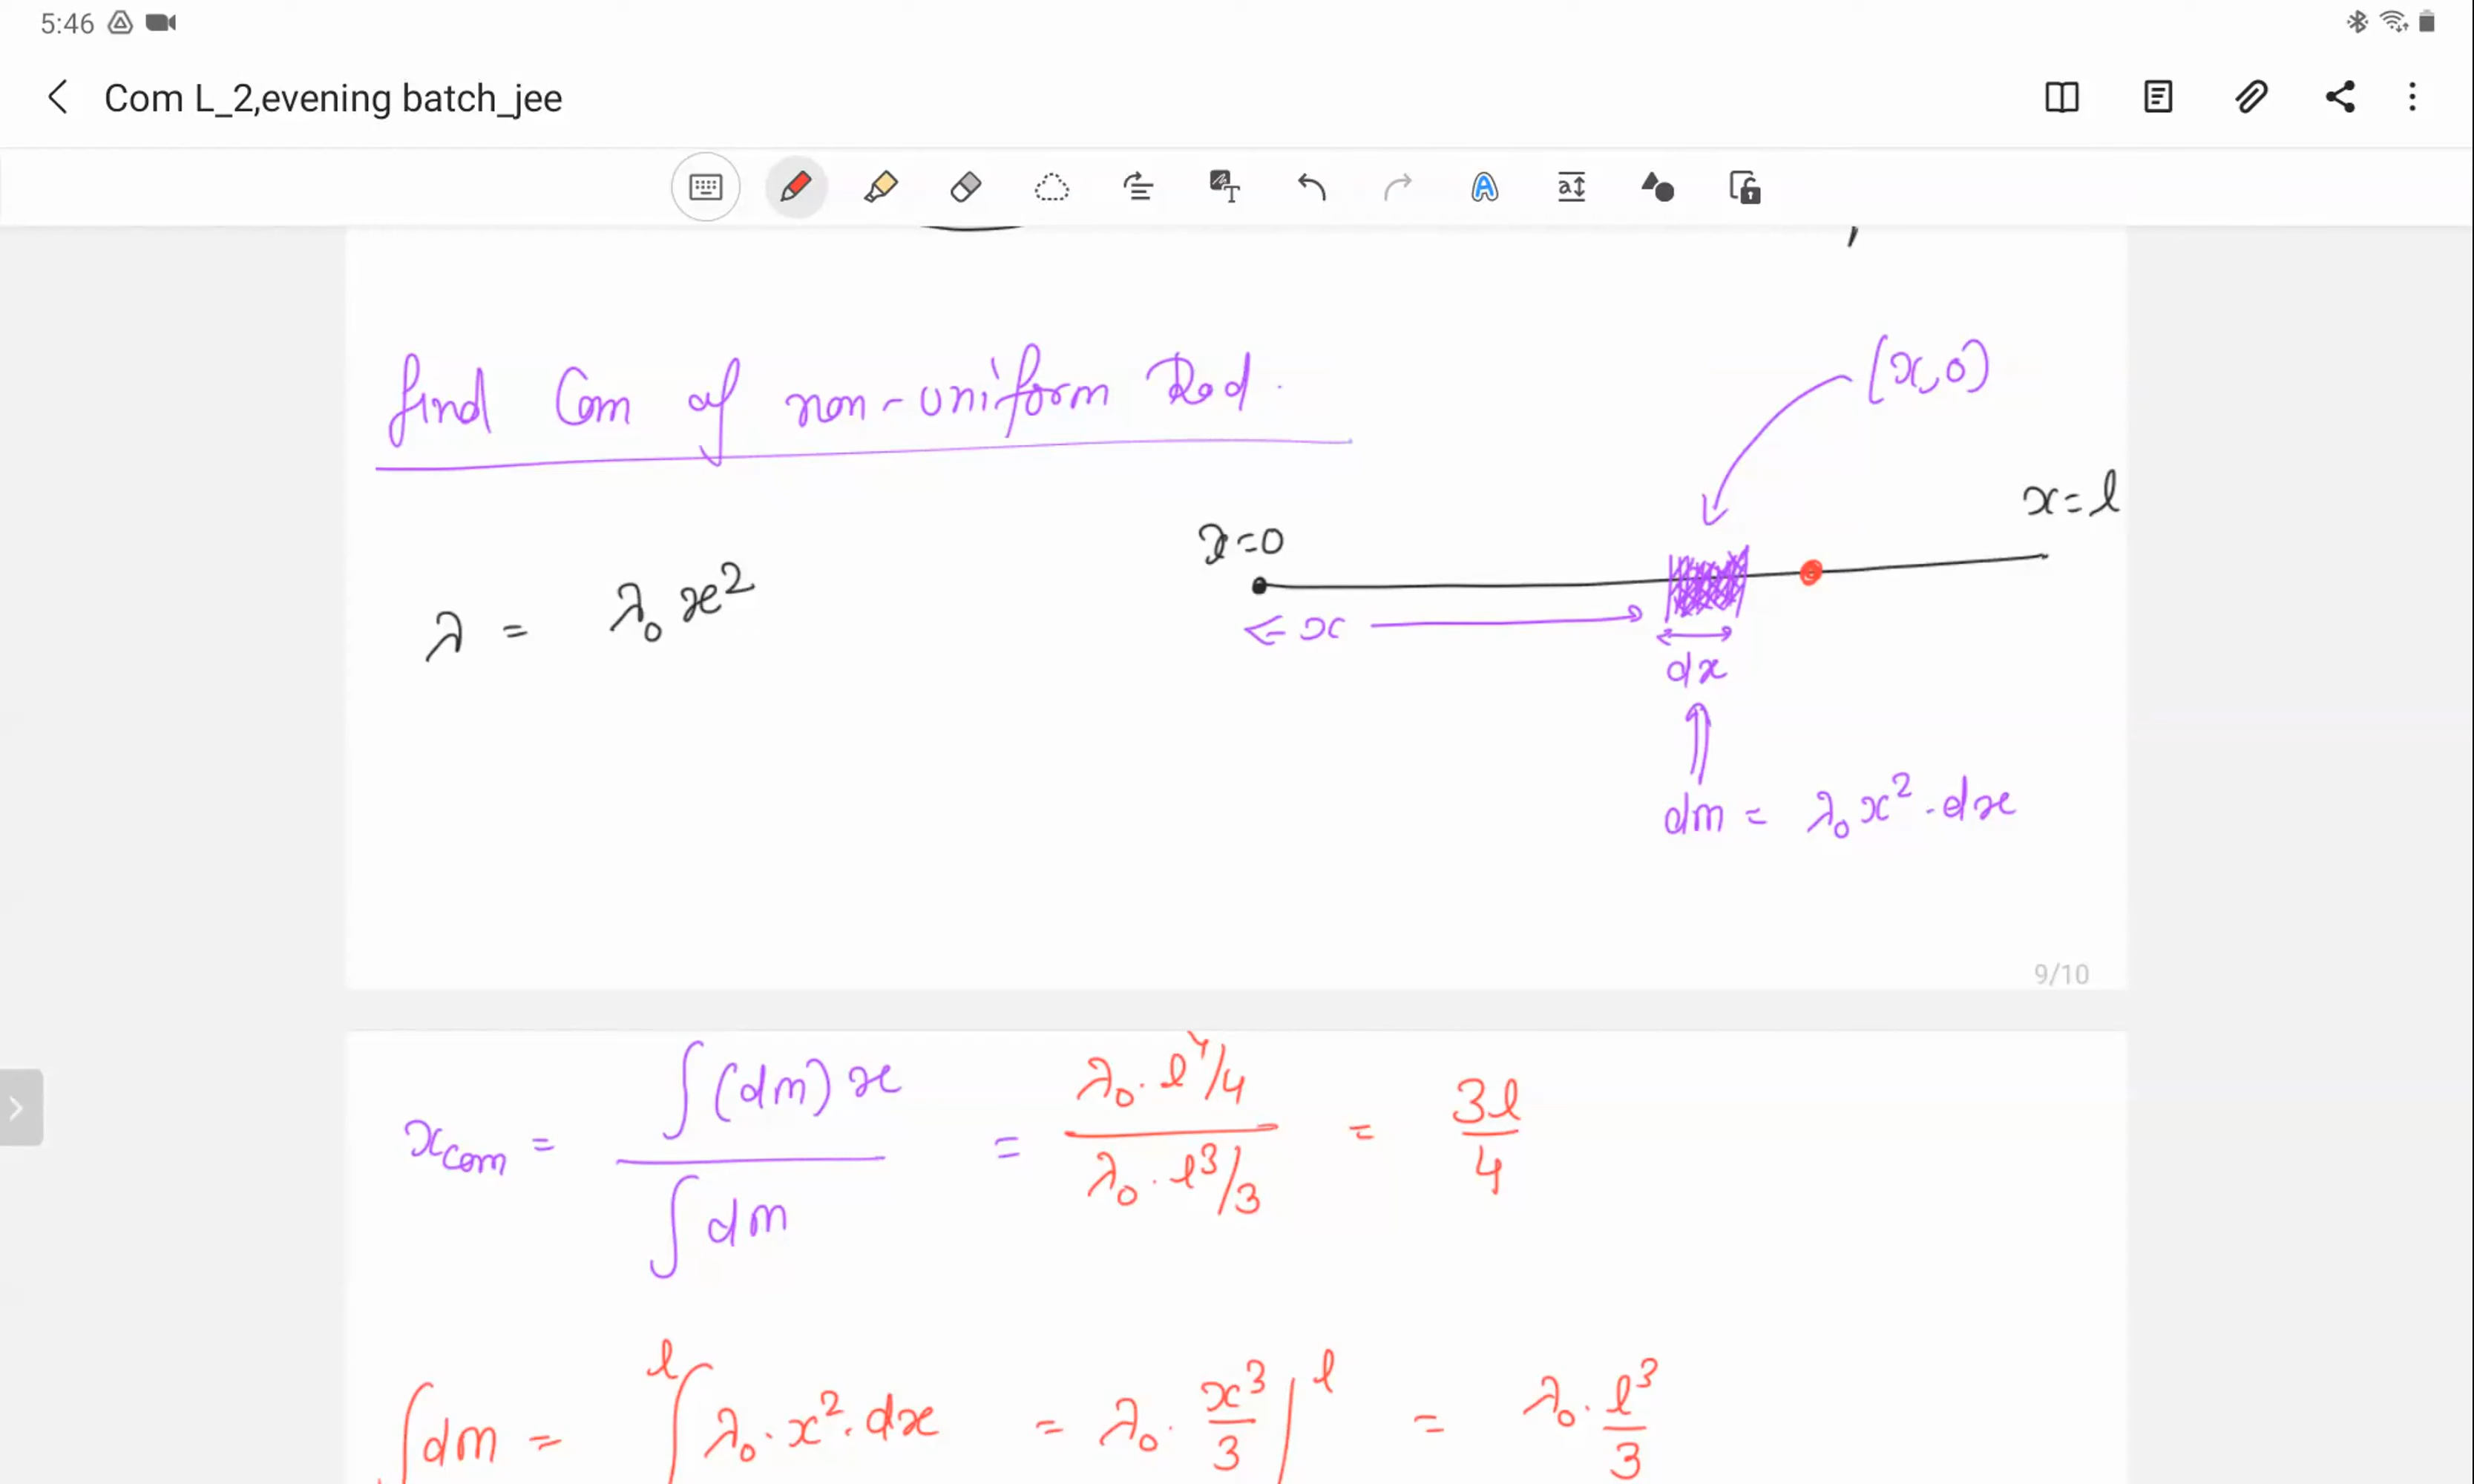 5:46
Com L_2,evening batch_jee
find Com of non-uniform Rod.
(x,0)
x=0
x=l
λ = λ₀ x²
x
dx
dm = λ₀ x² · dx
9/10
x_com = ∫(dm)x / ∫dm = (λ₀ · l⁴/4) / (λ₀ · l³/3) = 3l/4
∫dm = ∫^l λ₀ · x² · dx = λ₀ · x³/3 |^l = λ₀ · l³/3